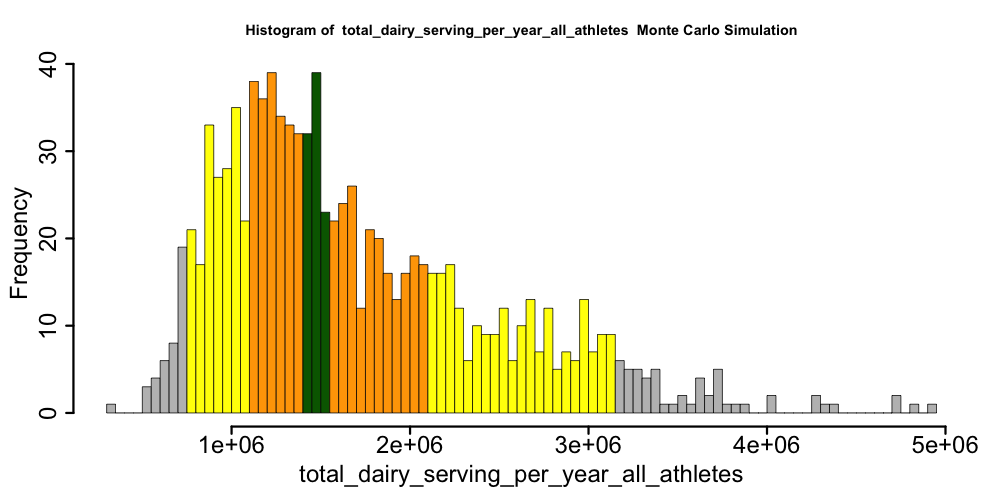 Histogram of  total_dairy_serving_per_year_all_athletes  Monte Carlo Simulation
Frequency
40
30
20
10
0
1e+06 2e+06 3e+06 4e+06 5e+06
total_dairy_serving_per_year_all_athletes